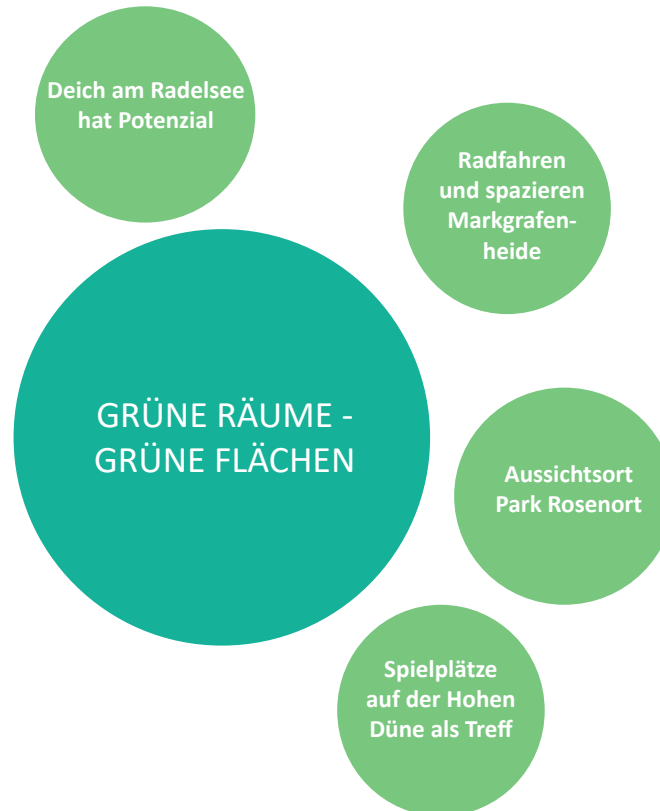 Deich am Radelsee
hat Potenzial
Radfahren
und spazieren
Markgrafen-
heide
GRÜNE RÄUME -
GRÜNE FLÄCHEN
Aussichtsort
Park Rosenort
Spielplätze
auf der Hohen
Düne als Treff